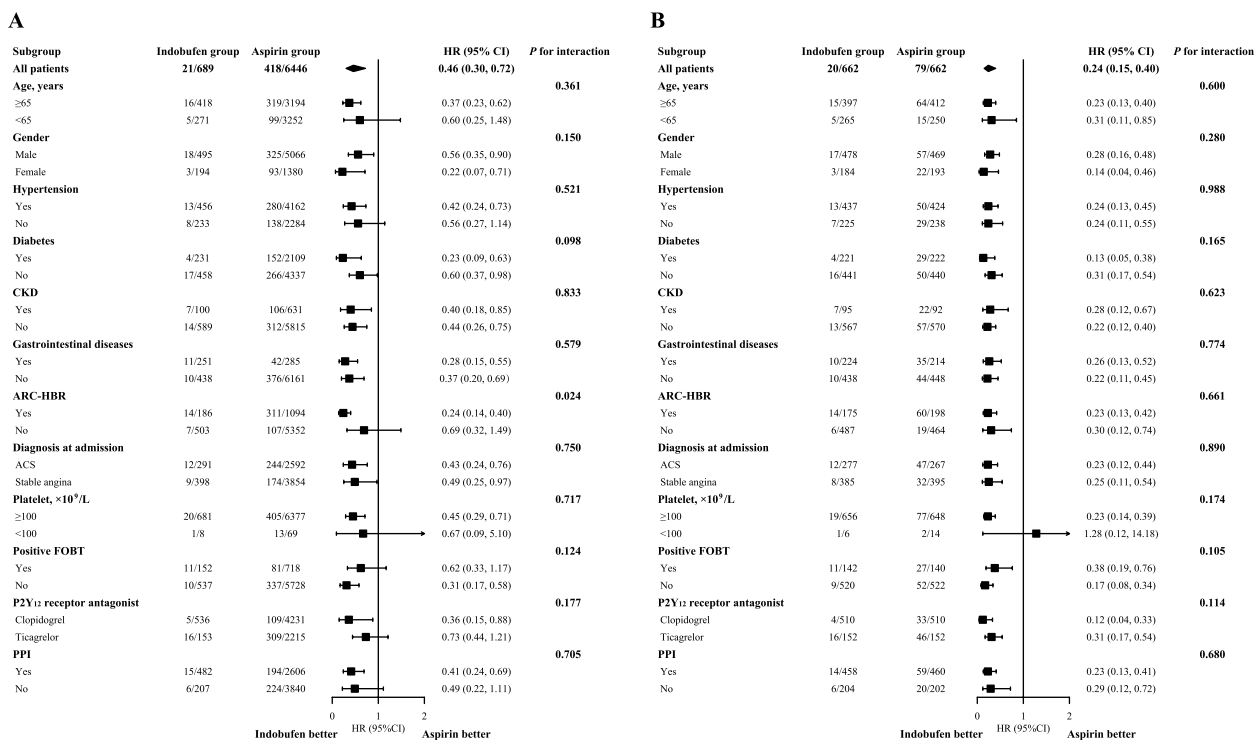 A
Subgroup Indobufen group Aspirin group HR (95% CI) P for interaction
All patients 21/689 418/6446 0.46 (0.30, 0.72)
Age, years 0.361
≥65 16/418 319/3194 0.37 (0.23, 0.62)
<65 5/271 99/3252 0.60 (0.25, 1.48)
Gender 0.150
Male 18/495 325/5066 0.56 (0.35, 0.90)
Female 3/194 93/1380 0.22 (0.07, 0.71)
Hypertension 0.521
Yes 13/456 280/4162 0.42 (0.24, 0.73)
No 8/233 138/2284 0.56 (0.27, 1.14)
Diabetes 0.098
Yes 4/231 152/2109 0.23 (0.09, 0.63)
No 17/458 266/4337 0.60 (0.37, 0.98)
CKD 0.833
Yes 7/100 106/631 0.40 (0.18, 0.85)
No 14/589 312/5815 0.44 (0.26, 0.75)
Gastrointestinal diseases 0.579
Yes 11/251 42/285 0.28 (0.15, 0.55)
No 10/438 376/6161 0.37 (0.20, 0.69)
ARC-HBR 0.024
Yes 14/186 311/1094 0.24 (0.14, 0.40)
No 7/503 107/5352 0.69 (0.32, 1.49)
Diagnosis at admission 0.750
ACS 12/291 244/2592 0.43 (0.24, 0.76)
Stable angina 9/398 174/3854 0.49 (0.25, 0.97)
Platelet, ×10⁹/L 0.717
≥100 20/681 405/6377 0.45 (0.29, 0.71)
<100 1/8 13/69 0.67 (0.09, 5.10)
Positive FOBT 0.124
Yes 11/152 81/718 0.62 (0.33, 1.17)
No 10/537 337/5728 0.31 (0.17, 0.58)
P2Y₁₂ receptor antagonist 0.177
Clopidogrel 5/536 109/4231 0.36 (0.15, 0.88)
Ticagrelor 16/153 309/2215 0.73 (0.44, 1.21)
PPI 0.705
Yes 15/482 194/2606 0.41 (0.24, 0.69)
No 6/207 224/3840 0.49 (0.22, 1.11)
0 1 2
HR (95%CI)
Indobufen better Aspirin better
B
Subgroup Indobufen group Aspirin group HR (95% CI) P for interaction
All patients 20/662 79/662 0.24 (0.15, 0.40)
Age, years 0.600
≥65 15/397 64/412 0.23 (0.13, 0.40)
<65 5/265 15/250 0.31 (0.11, 0.85)
Gender 0.280
Male 17/478 57/469 0.28 (0.16, 0.48)
Female 3/184 22/193 0.14 (0.04, 0.46)
Hypertension 0.988
Yes 13/437 50/424 0.24 (0.13, 0.45)
No 7/225 29/238 0.24 (0.11, 0.55)
Diabetes 0.165
Yes 4/221 29/222 0.13 (0.05, 0.38)
No 16/441 50/440 0.31 (0.17, 0.54)
CKD 0.623
Yes 7/95 22/92 0.28 (0.12, 0.67)
No 13/567 57/570 0.22 (0.12, 0.40)
Gastrointestinal diseases 0.774
Yes 10/224 35/214 0.26 (0.13, 0.52)
No 10/438 44/448 0.22 (0.11, 0.45)
ARC-HBR 0.661
Yes 14/175 60/198 0.23 (0.13, 0.42)
No 6/487 19/464 0.30 (0.12, 0.74)
Diagnosis at admission 0.890
ACS 12/277 47/267 0.23 (0.12, 0.44)
Stable angina 8/385 32/395 0.25 (0.11, 0.54)
Platelet, ×10⁹/L 0.174
≥100 19/656 77/648 0.23 (0.14, 0.39)
<100 1/6 2/14 1.28 (0.12, 14.18)
Positive FOBT 0.105
Yes 11/142 27/140 0.38 (0.19, 0.76)
No 9/520 52/522 0.17 (0.08, 0.34)
P2Y₁₂ receptor antagonist 0.114
Clopidogrel 4/510 33/510 0.12 (0.04, 0.33)
Ticagrelor 16/152 46/152 0.31 (0.17, 0.54)
PPI 0.680
Yes 14/458 59/460 0.23 (0.13, 0.41)
No 6/204 20/202 0.29 (0.12, 0.72)
0 1 2
HR (95%CI)
Indobufen better Aspirin better